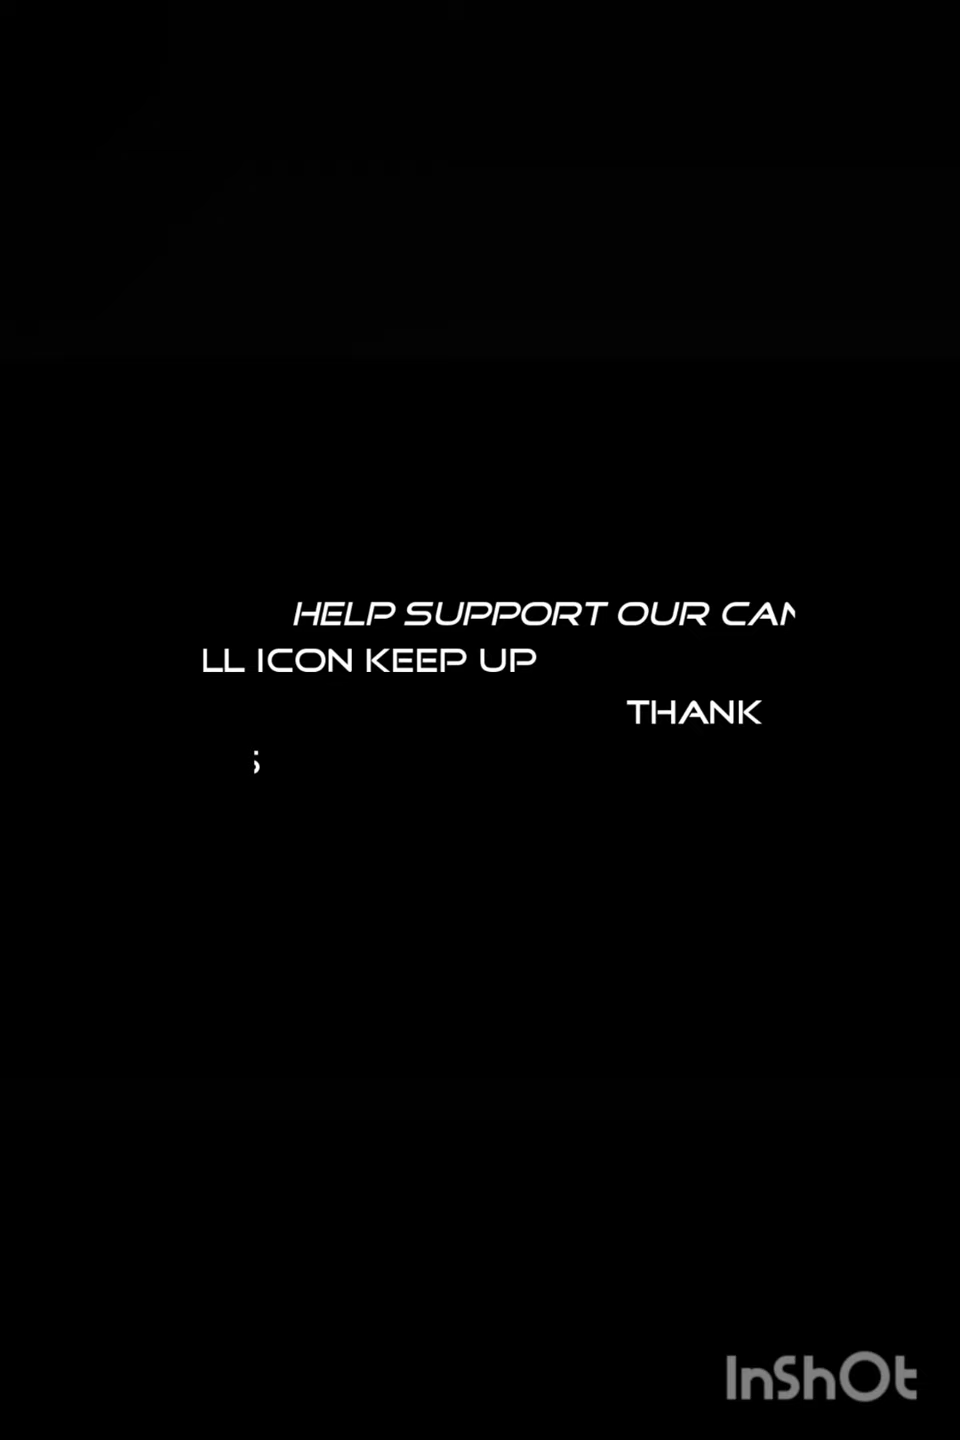 HELP SUPPORT OUR CAN
LL ICON KEEP UP
THANK
S
InShOt